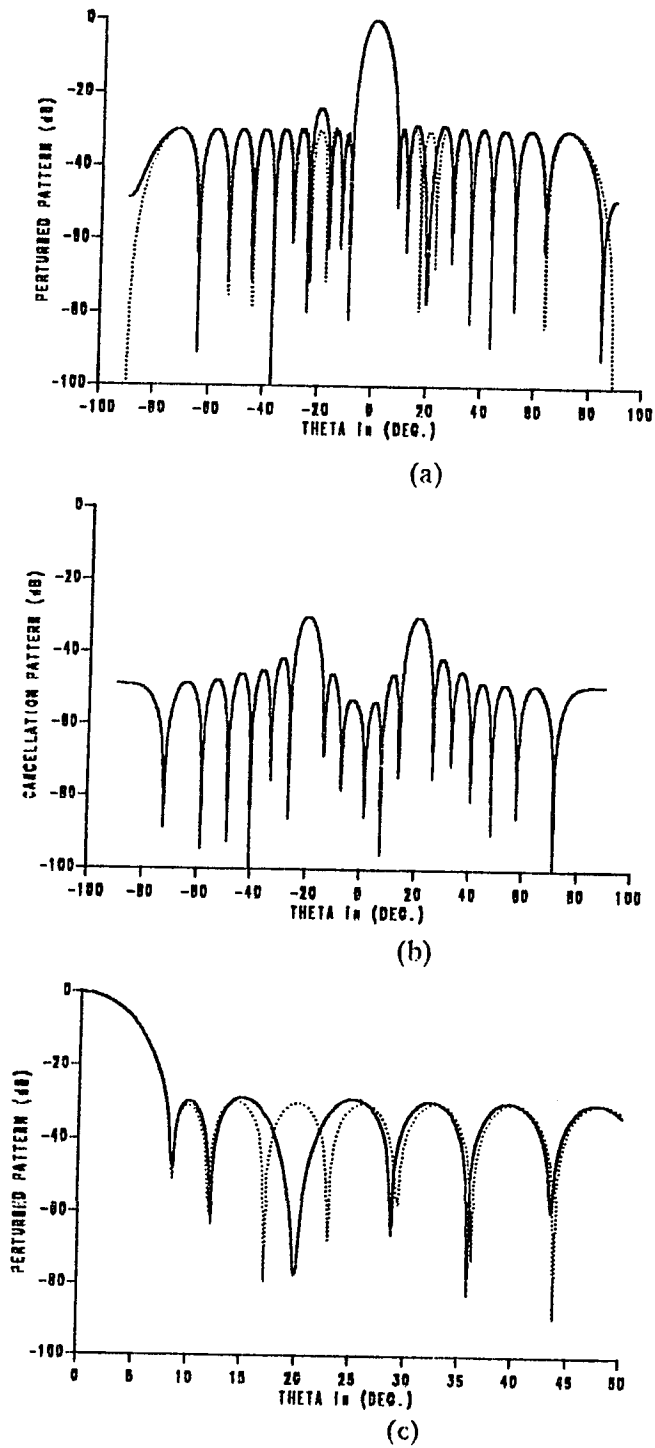 PERTURBED PATTERN (dB)
0
-20
-40
-60
-80
-100
-100 -80 -60 -40 -20 0 20 40 60 80 100
THETA In (DEG.)
(a)
CANCELLATION PATTERN (dB)
0
-20
-40
-60
-80
-100
-100 -80 -60 -40 -20 0 20 40 60 80 100
THETA In (DEG.)
(b)
PERTURBED PATTERN (dB)
0
-20
-40
-60
-80
-100
0 5 10 15 20 25 30 35 40 45 50
THETA In (DEG.)
(c)